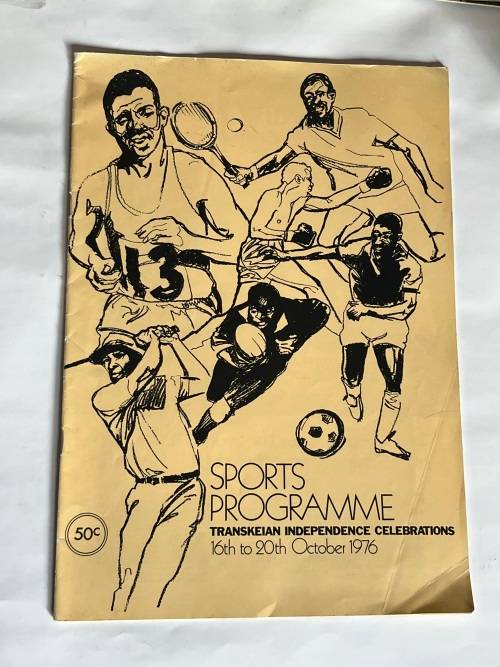 13
SPORTS
PROGRAMME
TRANSKEIAN INDEPENDENCE CELEBRATIONS
16th to 20th October 1976
50c